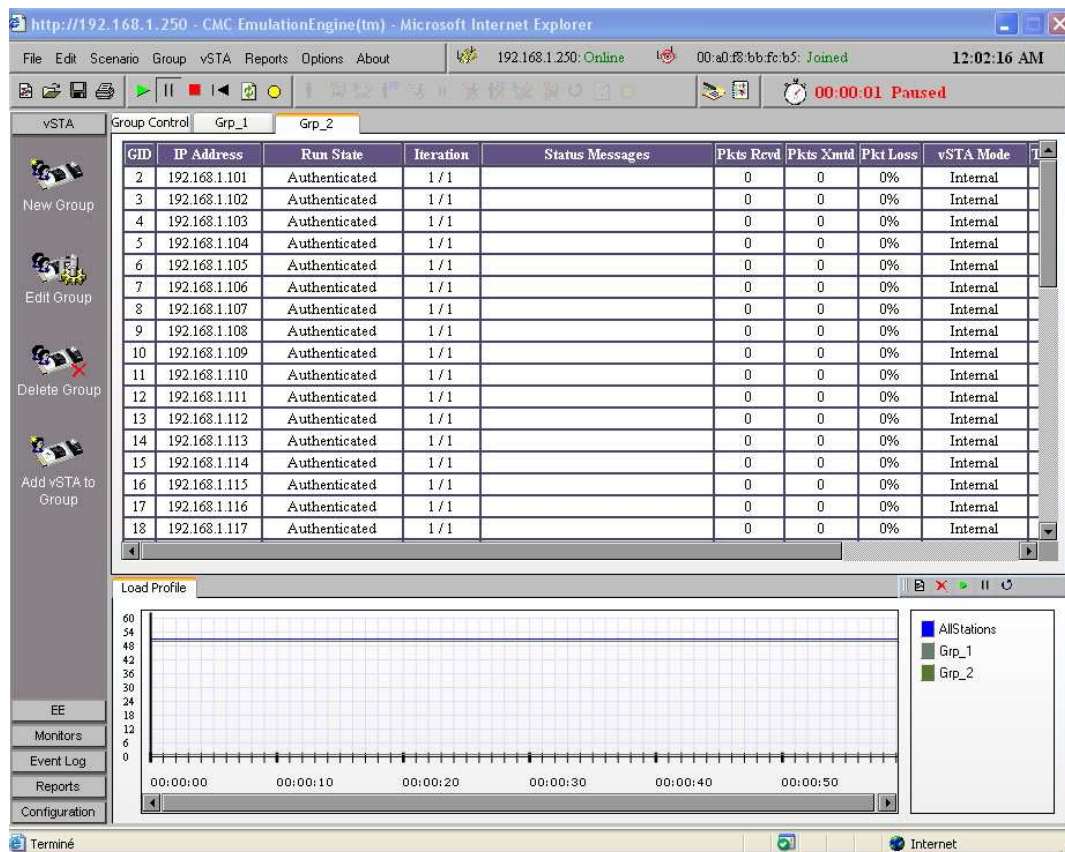 http://192.168.1.250 - CMC EmulationEngine(tm) - Microsoft Internet Explorer
File Edit Scenario Group vSTA Reports Options About 192.168.1.250: Online 00:a0:f8:bb:fc:b5: Joined 12:02:16 AM
00:00:01 Paused
vSTA Group Control Grp_1 Grp_2
GID IP Address Run State Iteration Status Messages Pkts Rcvd Pkts Xmtd Pkt Loss vSTA Mode
2 192.168.1.101 Authenticated 1 / 1 0 0 0% Internal
3 192.168.1.102 Authenticated 1 / 1 0 0 0% Internal
4 192.168.1.103 Authenticated 1 / 1 0 0 0% Internal
5 192.168.1.104 Authenticated 1 / 1 0 0 0% Internal
6 192.168.1.105 Authenticated 1 / 1 0 0 0% Internal
7 192.168.1.106 Authenticated 1 / 1 0 0 0% Internal
8 192.168.1.107 Authenticated 1 / 1 0 0 0% Internal
9 192.168.1.108 Authenticated 1 / 1 0 0 0% Internal
10 192.168.1.109 Authenticated 1 / 1 0 0 0% Internal
11 192.168.1.110 Authenticated 1 / 1 0 0 0% Internal
12 192.168.1.111 Authenticated 1 / 1 0 0 0% Internal
13 192.168.1.112 Authenticated 1 / 1 0 0 0% Internal
14 192.168.1.113 Authenticated 1 / 1 0 0 0% Internal
15 192.168.1.114 Authenticated 1 / 1 0 0 0% Internal
16 192.168.1.115 Authenticated 1 / 1 0 0 0% Internal
17 192.168.1.116 Authenticated 1 / 1 0 0 0% Internal
18 192.168.1.117 Authenticated 1 / 1 0 0 0% Internal
New Group
Edit Group
Delete Group
Add vSTA to
Group
EE
Monitors
Event Log
Reports
Configuration
Load Profile
60
54
48
42
36
30
24
18
12
6
0
00:00:00 00:00:10 00:00:20 00:00:30 00:00:40 00:00:50
AllStations
Grp_1
Grp_2
Terminé Internet